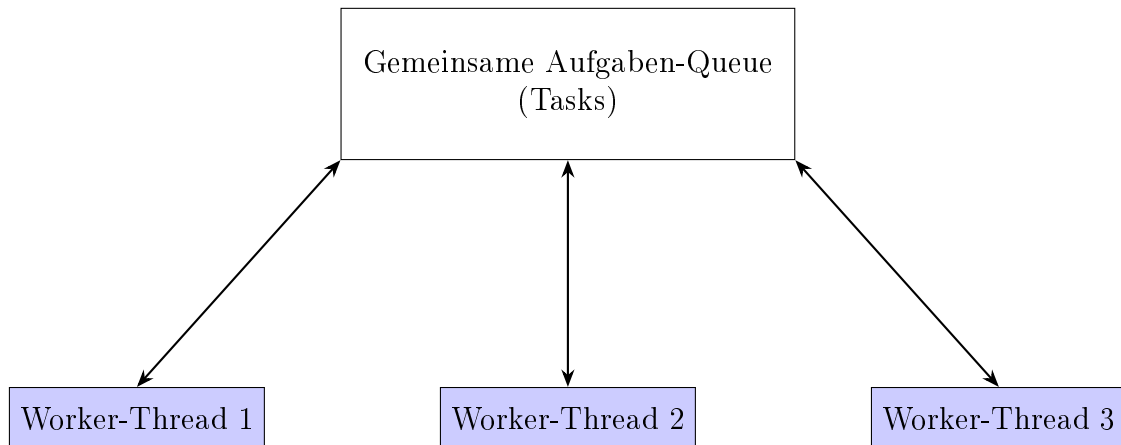 Gemeinsame Aufgaben-Queue
(Tasks)
Worker-Thread 1
Worker-Thread 2
Worker-Thread 3